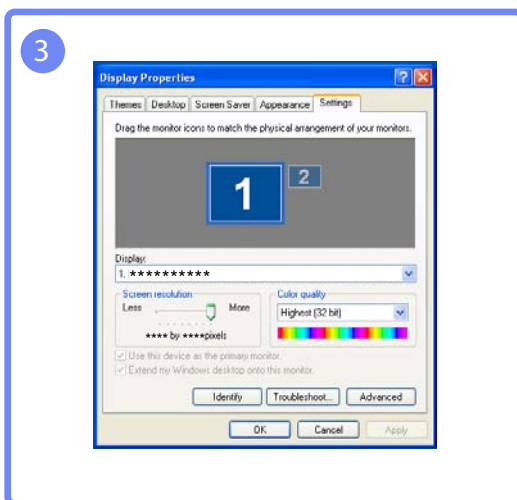 3
Display Properties
Themes Desktop Screen Saver Appearance Settings
Drag the monitor icons to match the physical arrangement of your monitors.
1 2
Display:
1. **********
Screen resolution Color quality
Less More Highest (32 bit)
**** by ****pixels
Use this device as the primary monitor.
Extend my Windows desktop onto this monitor.
Identify Troubleshoot... Advanced
OK Cancel Apply